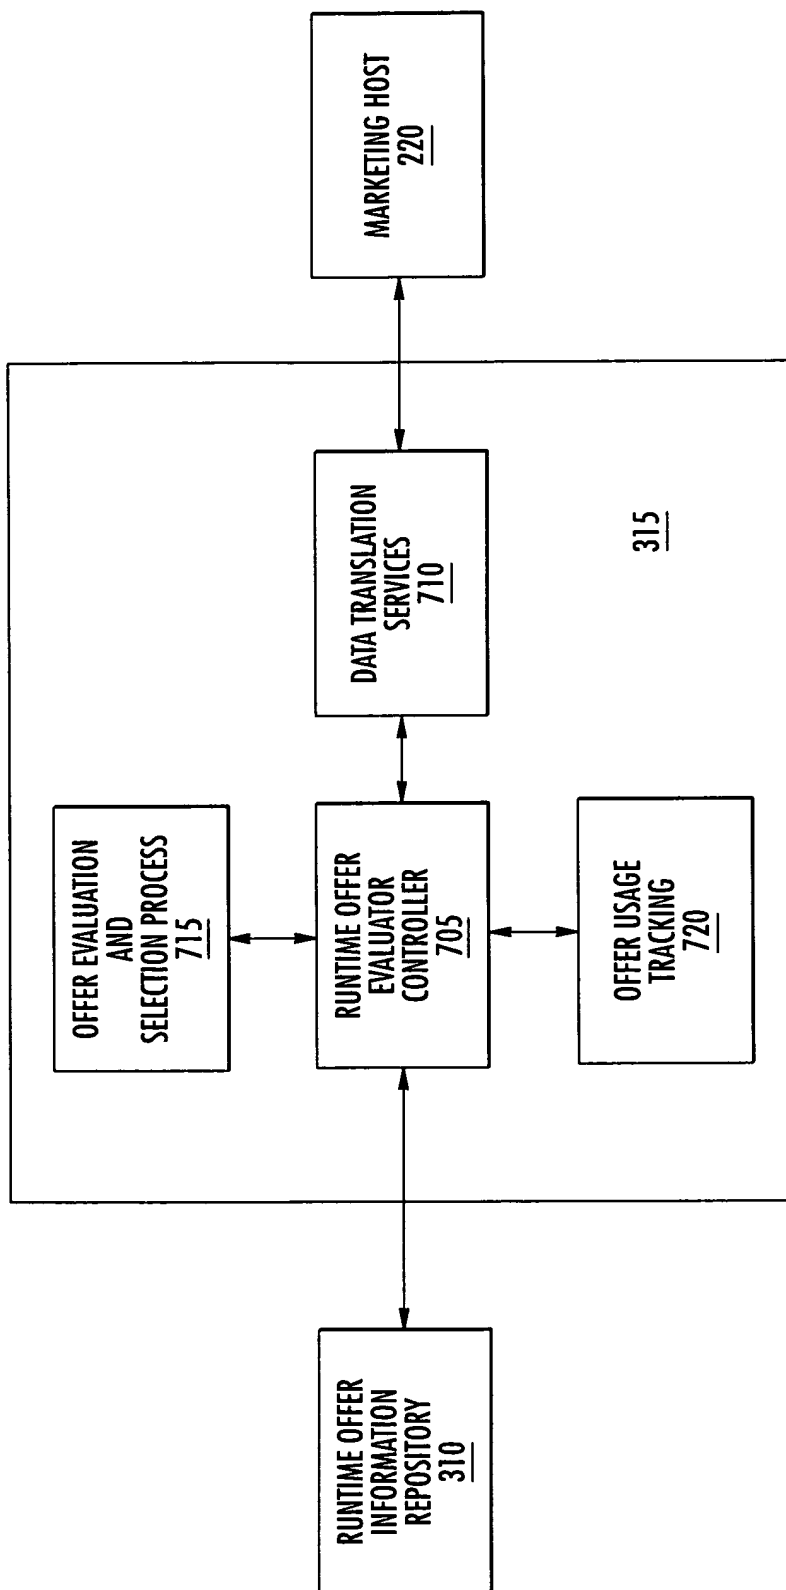 RUNTIME OFFER
INFORMATION
REPOSITORY
310
OFFER EVALUATION
AND
SELECTION PROCESS
715
RUNTIME OFFER
EVALUATOR
CONTROLLER
705
OFFER USAGE
TRACKING
720
DATA TRANSLATION
SERVICES
710
315
MARKETING HOST
220